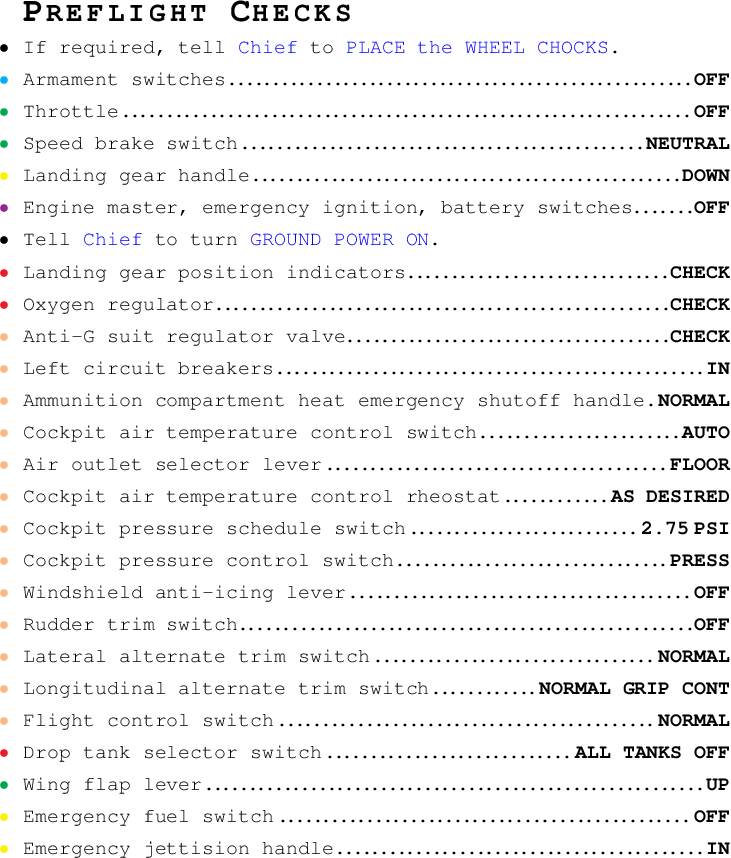 PREFLIGHT CHECKS
• If required, tell Chief to PLACE the WHEEL CHOCKS.
• Armament switches....................................................OFF
• Throttle................................................................OFF
• Speed brake switch.............................................NEUTRAL
• Landing gear handle................................................DOWN
• Engine master, emergency ignition, battery switches.......OFF
• Tell Chief to turn GROUND POWER ON.
• Landing gear position indicators..............................CHECK
• Oxygen regulator...................................................CHECK
• Anti-G suit regulator valve.....................................CHECK
• Left circuit breakers................................................IN
• Ammunition compartment heat emergency shutoff handle.NORMAL
• Cockpit air temperature control switch.......................AUTO
• Air outlet selector lever......................................FLOOR
• Cockpit air temperature control rheostat............AS DESIRED
• Cockpit pressure schedule switch..........................2.75 PSI
• Cockpit pressure control switch...............................PRESS
• Windshield anti-icing lever.......................................OFF
• Rudder trim switch...................................................OFF
• Lateral alternate trim switch................................NORMAL
• Longitudinal alternate trim switch............NORMAL GRIP CONT
• Flight control switch..........................................NORMAL
• Drop tank selector switch............................ALL TANKS OFF
• Wing flap lever........................................................UP
• Emergency fuel switch..............................................OFF
• Emergency jettision handle.........................................IN